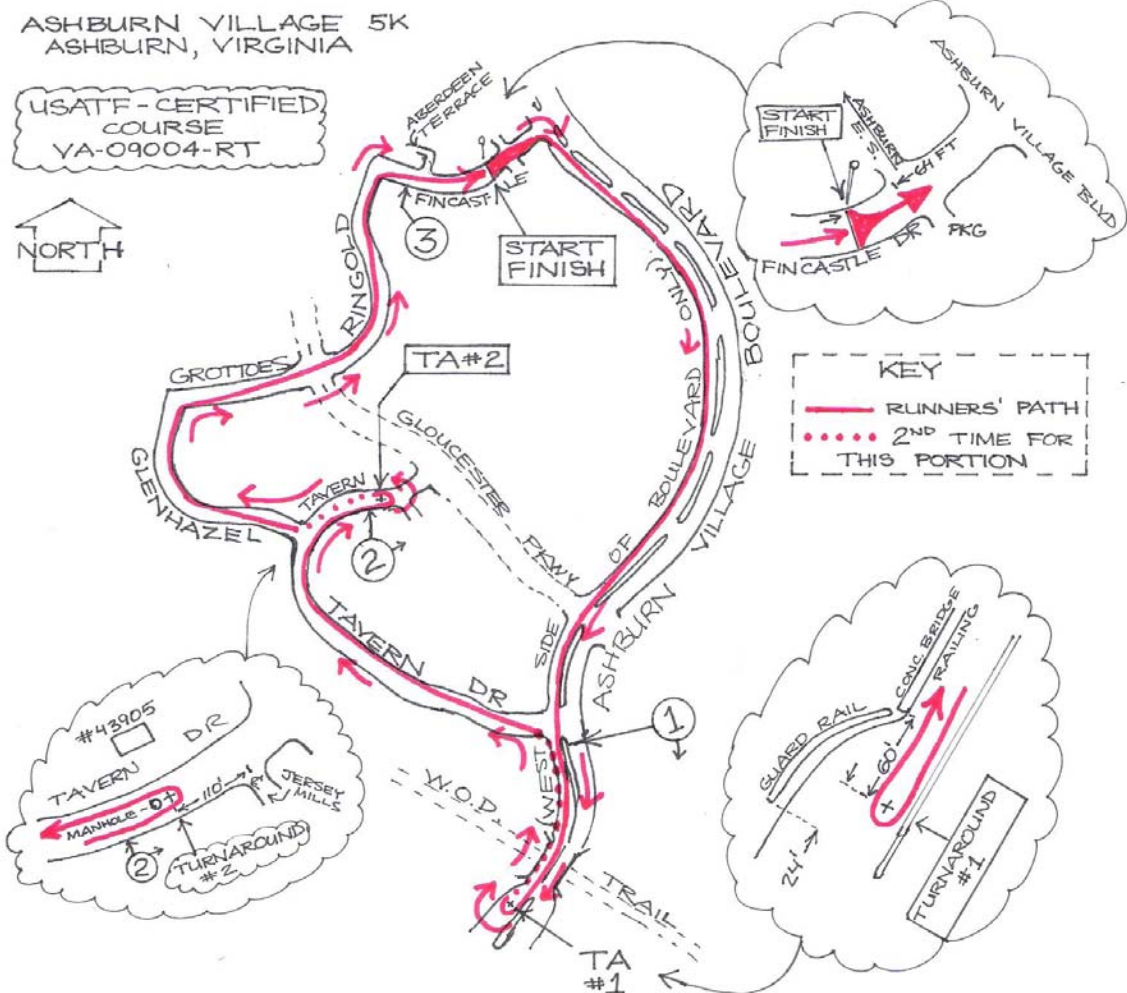 ASHBURN VILLAGE 5K
ASHBURN, VIRGINIA
USATF-CERTIFIED
COURSE
VA-09004-RT
NORTH
ABERDEEN
TERRACE
FINCASTLE
3
START
FINISH
RINGOLD
GROTTOES
TA#2
GLOUCESTER
PKWY
GLENHAZEL
TAVERN
2
TAVERN DR
(WEST SIDE OF BOULEVARD ONLY)
ASHBURN VILLAGE BOULEVARD
1
W.O.D. TRAIL
TA
#1
START
FINISH
ASHBURN
E.S.
64 FT
ASHBURN VILLAGE BLVD
FINCASTLE DR
PKG
KEY
RUNNERS' PATH
2ND TIME FOR
THIS PORTION
#43905
TAVERN DR
MANHOLE
110'
JERSEY
MILLS
2
TURNAROUND
#2
GUARD RAIL
CONC. BRIDGE
RAILING
60'
24'
TURNAROUND
#1